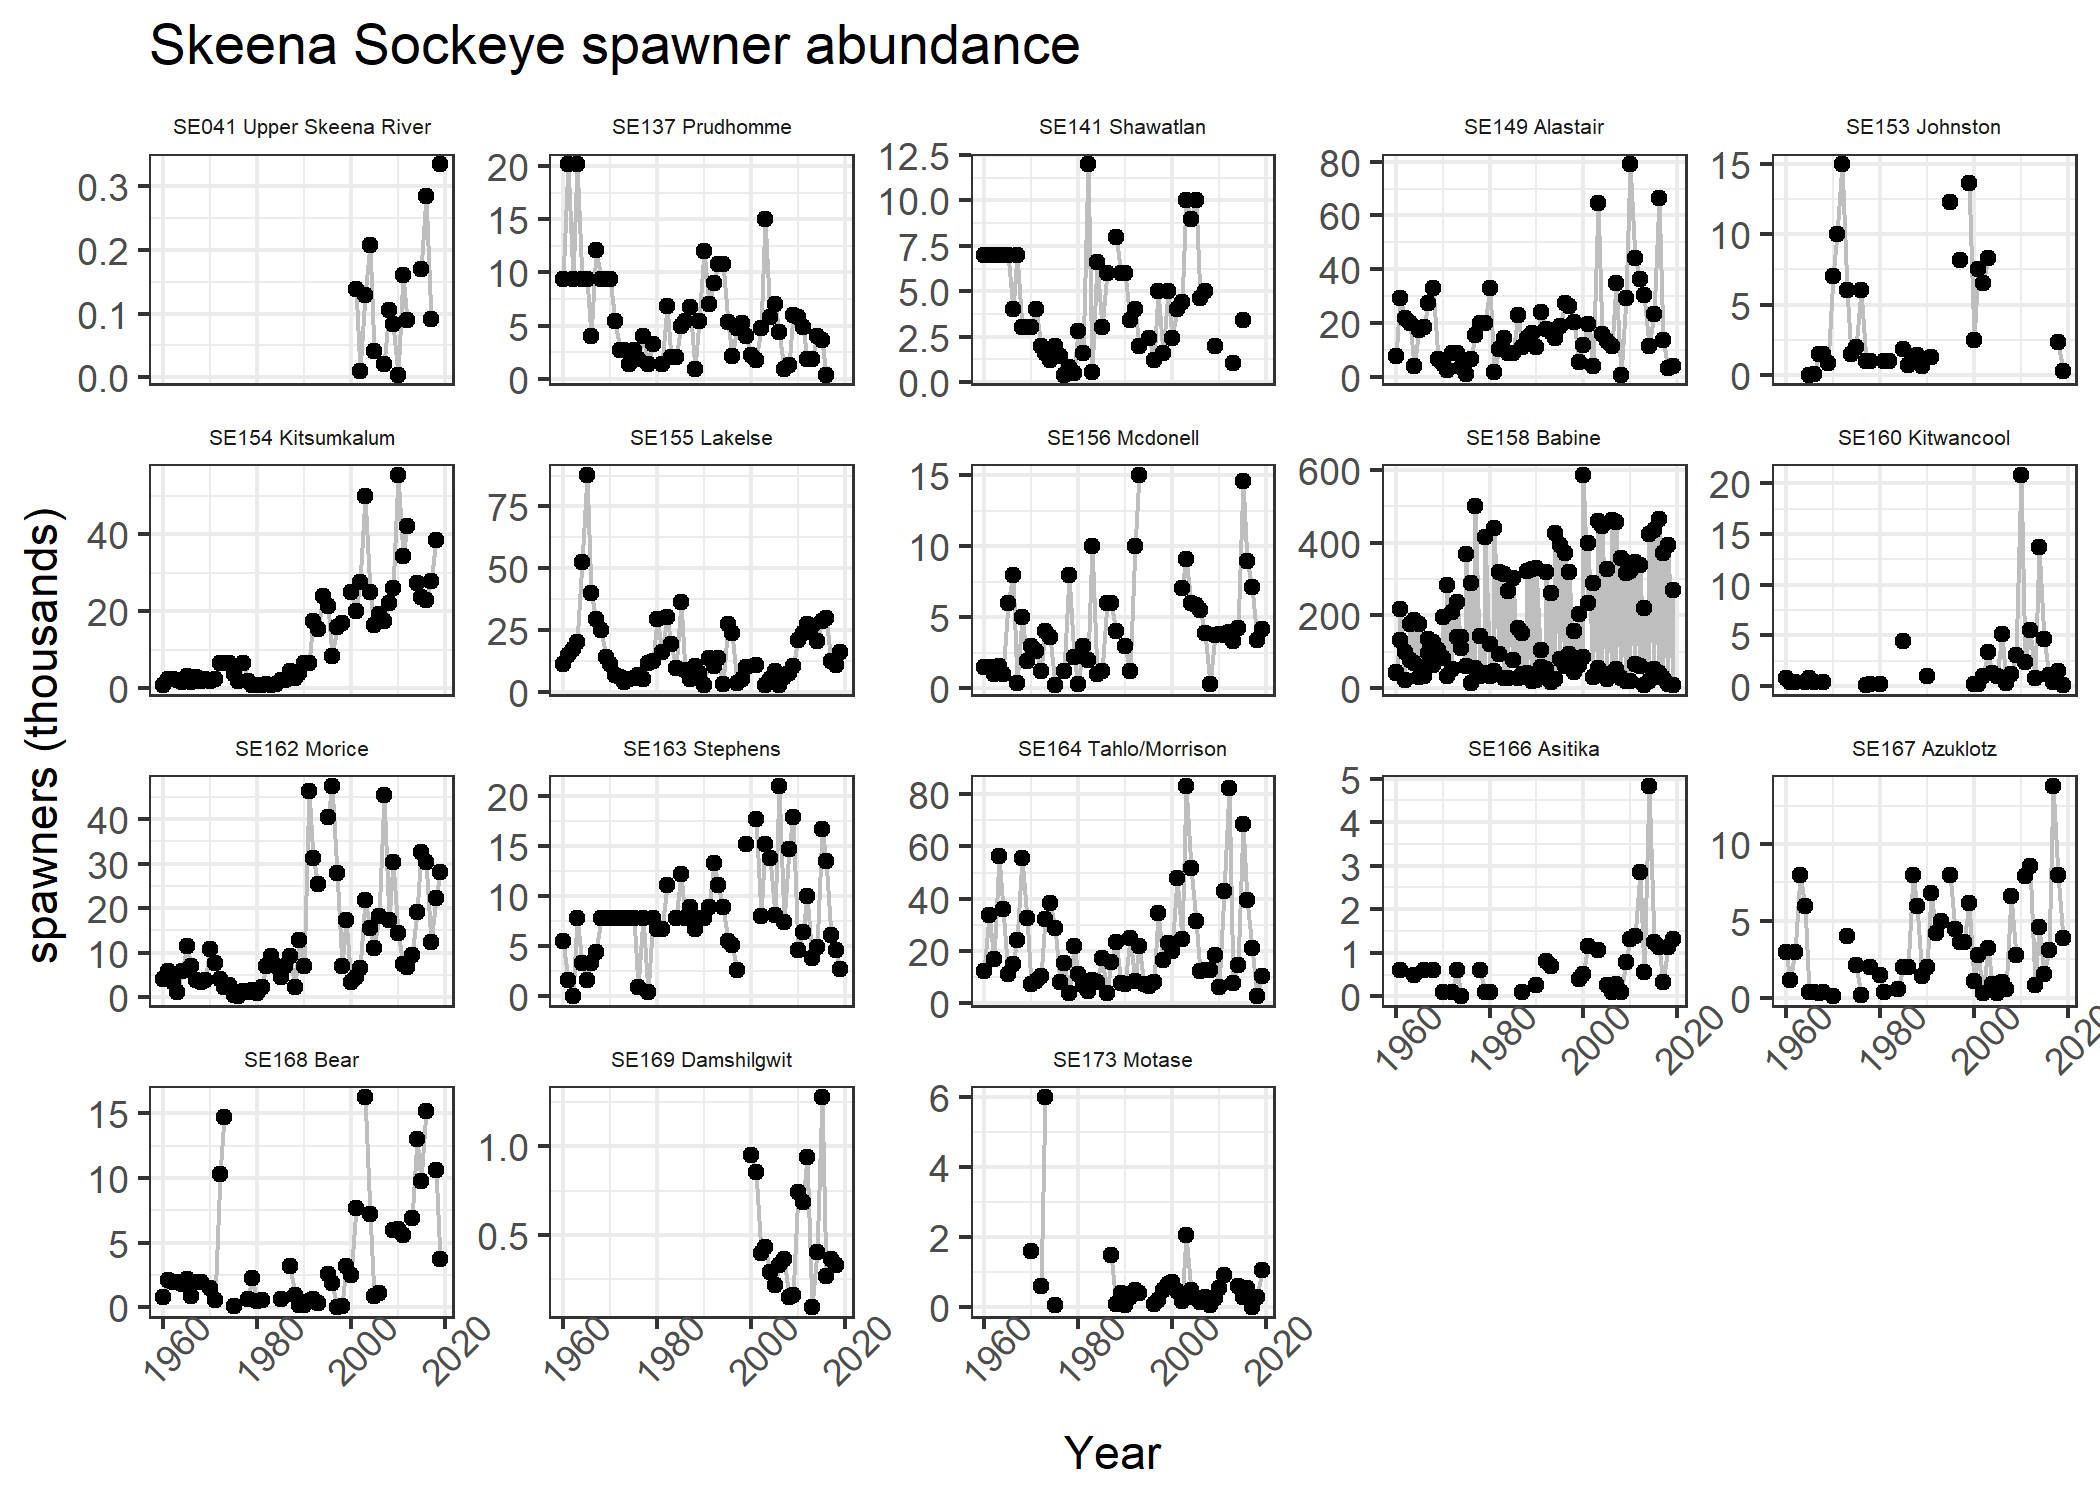 Skeena Sockeye spawner abundance
SE041 Upper Skeena River SE137 Prudhomme SE141 Shawatlan SE149 Alastair SE153 Johnston
0.3 0.2 0.1 0.0
20 15 10 5 0
12.5 10.0 7.5 5.0 2.5 0.0
80 60 40 20 0
15 10 5 0
SE154 Kitsumkalum SE155 Lakelse SE156 Mcdonell SE158 Babine SE160 Kitwancool
40 20 0
75 50 25 0
15 10 5 0
600 400 200 0
20 15 10 5 0
spawners (thousands)
SE162 Morice SE163 Stephens SE164 Tahlo/Morrison SE166 Asitika SE167 Azuklotz
40 30 20 10 0
20 15 10 5 0
80 60 40 20 0
5 4 3 2 1 0
10 5 0
1960 1980 2000 2020
1960 1980 2000 2020
SE168 Bear SE169 Damshilgwit SE173 Motase
15 10 5 0
1.0 0.5
6 4 2 0
1960 1980 2000 2020
1960 1980 2000 2020
1960 1980 2000 2020
Year